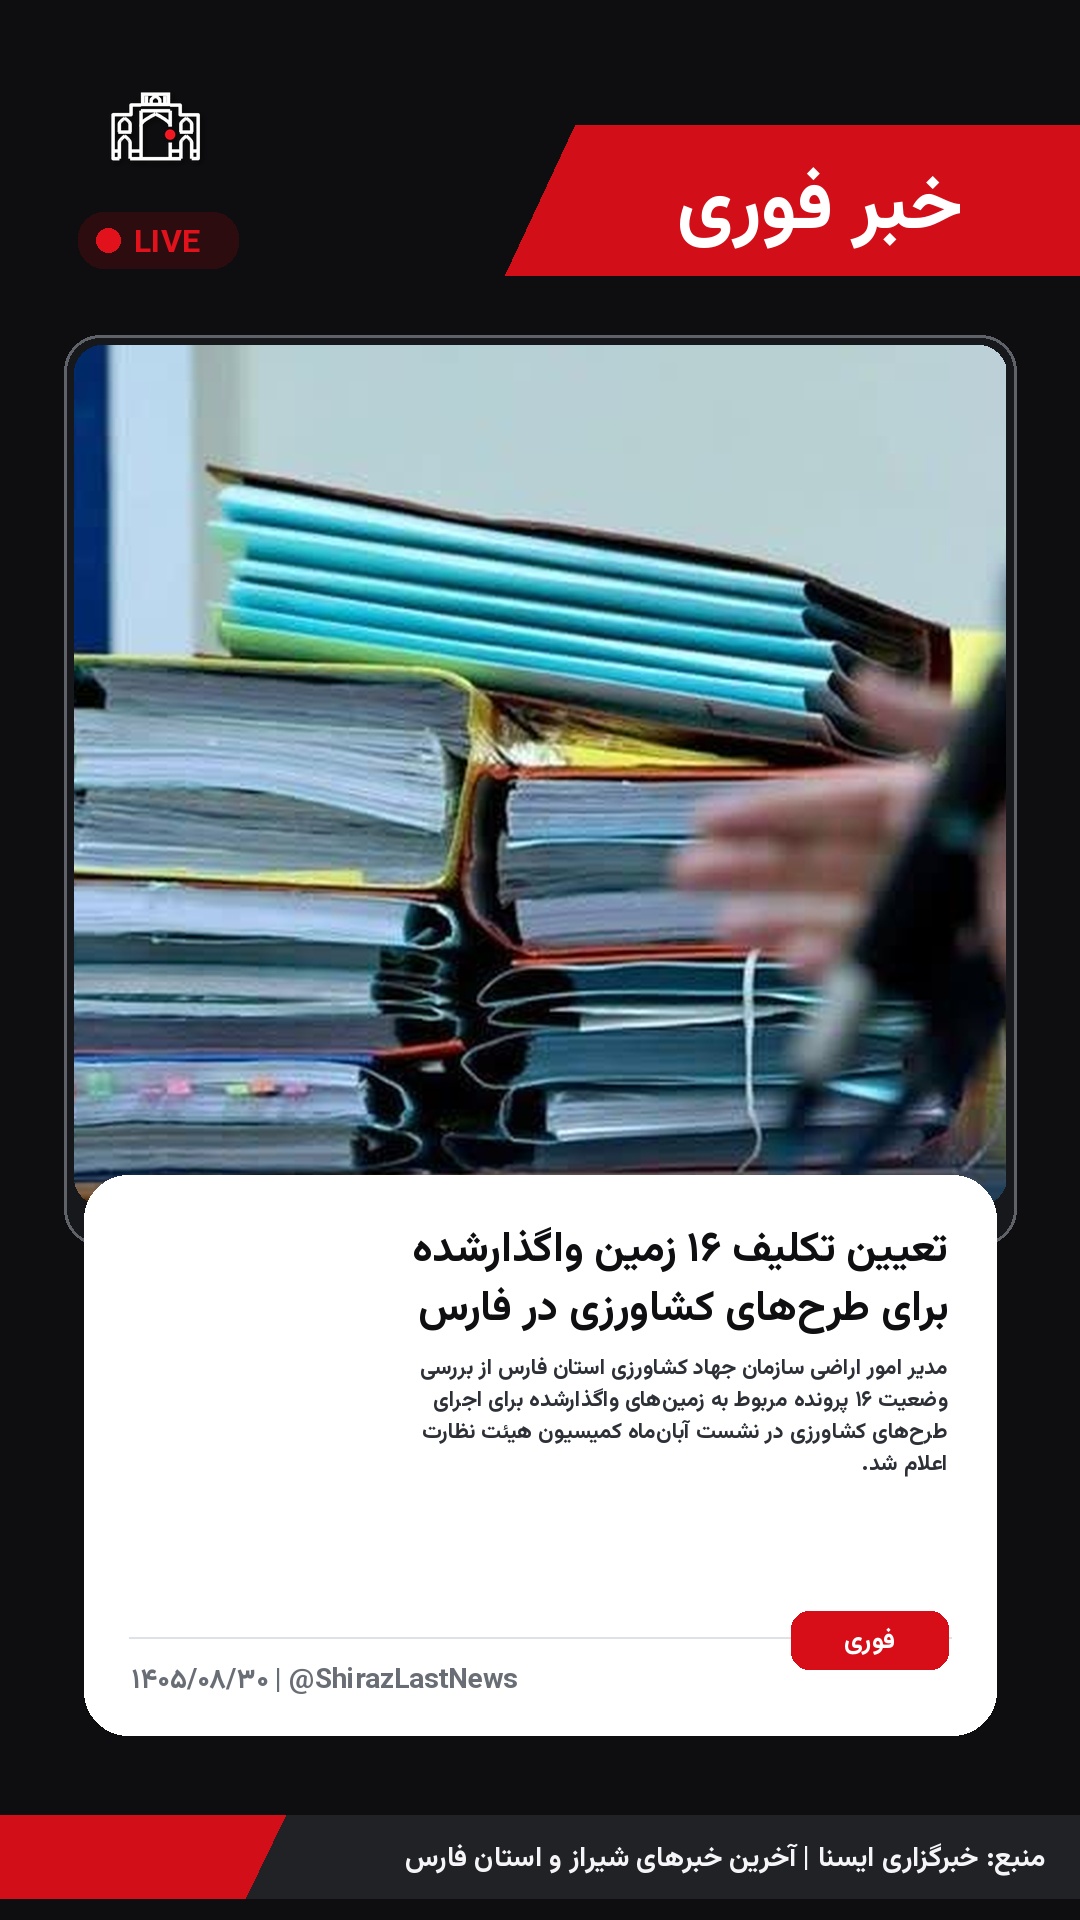 خبر فوری
LIVE
تعیین تکلیف ۱۶ زمین واگذارشده
برای طرح‌های کشاورزی در فارس
مدیر امور اراضی سازمان جهاد کشاورزی استان فارس از بررسی
وضعیت ۱۶ پرونده مربوط به زمین‌های واگذارشده برای اجرای
طرح‌های کشاورزی در نشست آبان‌ماه کمیسیون هیئت نظارت
اعلام شد.
فوری
۱۴۰۵/۰۸/۳۰ | @ShirazLastNews
منبع: خبرگزاری ایسنا | آخرین خبرهای شیراز و استان فارس